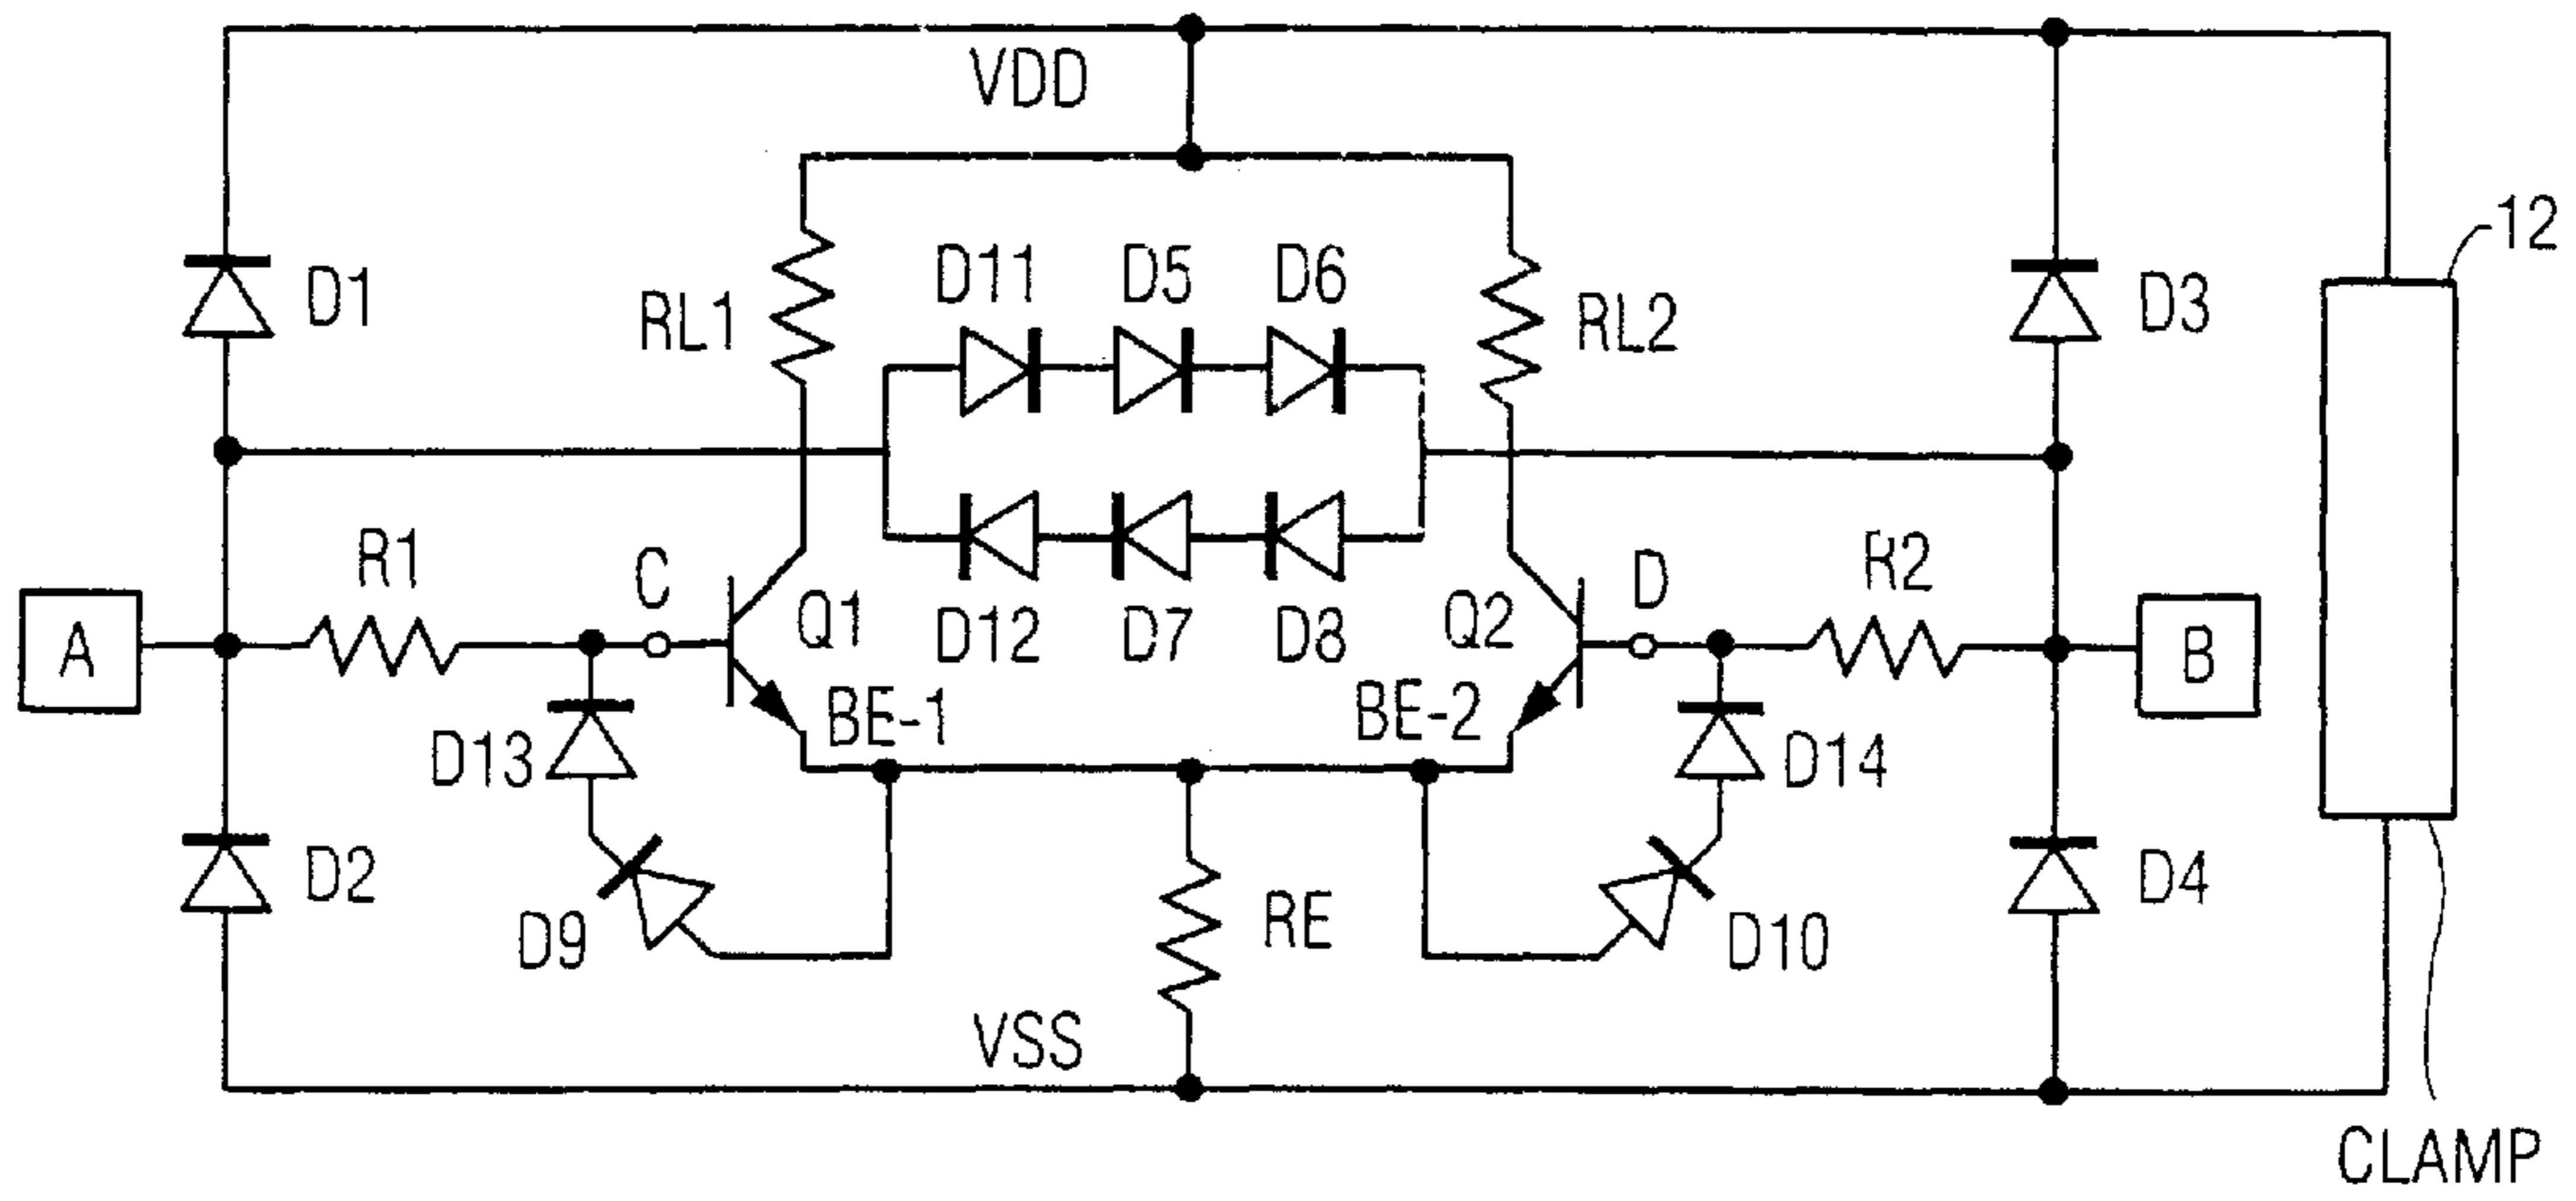 VDD
12
D1
RL1
D11
D5
D6
RL2
D3
R1
C
Q1
D12
D7
D8
Q2
D
R2
A
B
D13
BE-1
BE-2
D14
D2
D9
RE
D10
D4
VSS
CLAMP